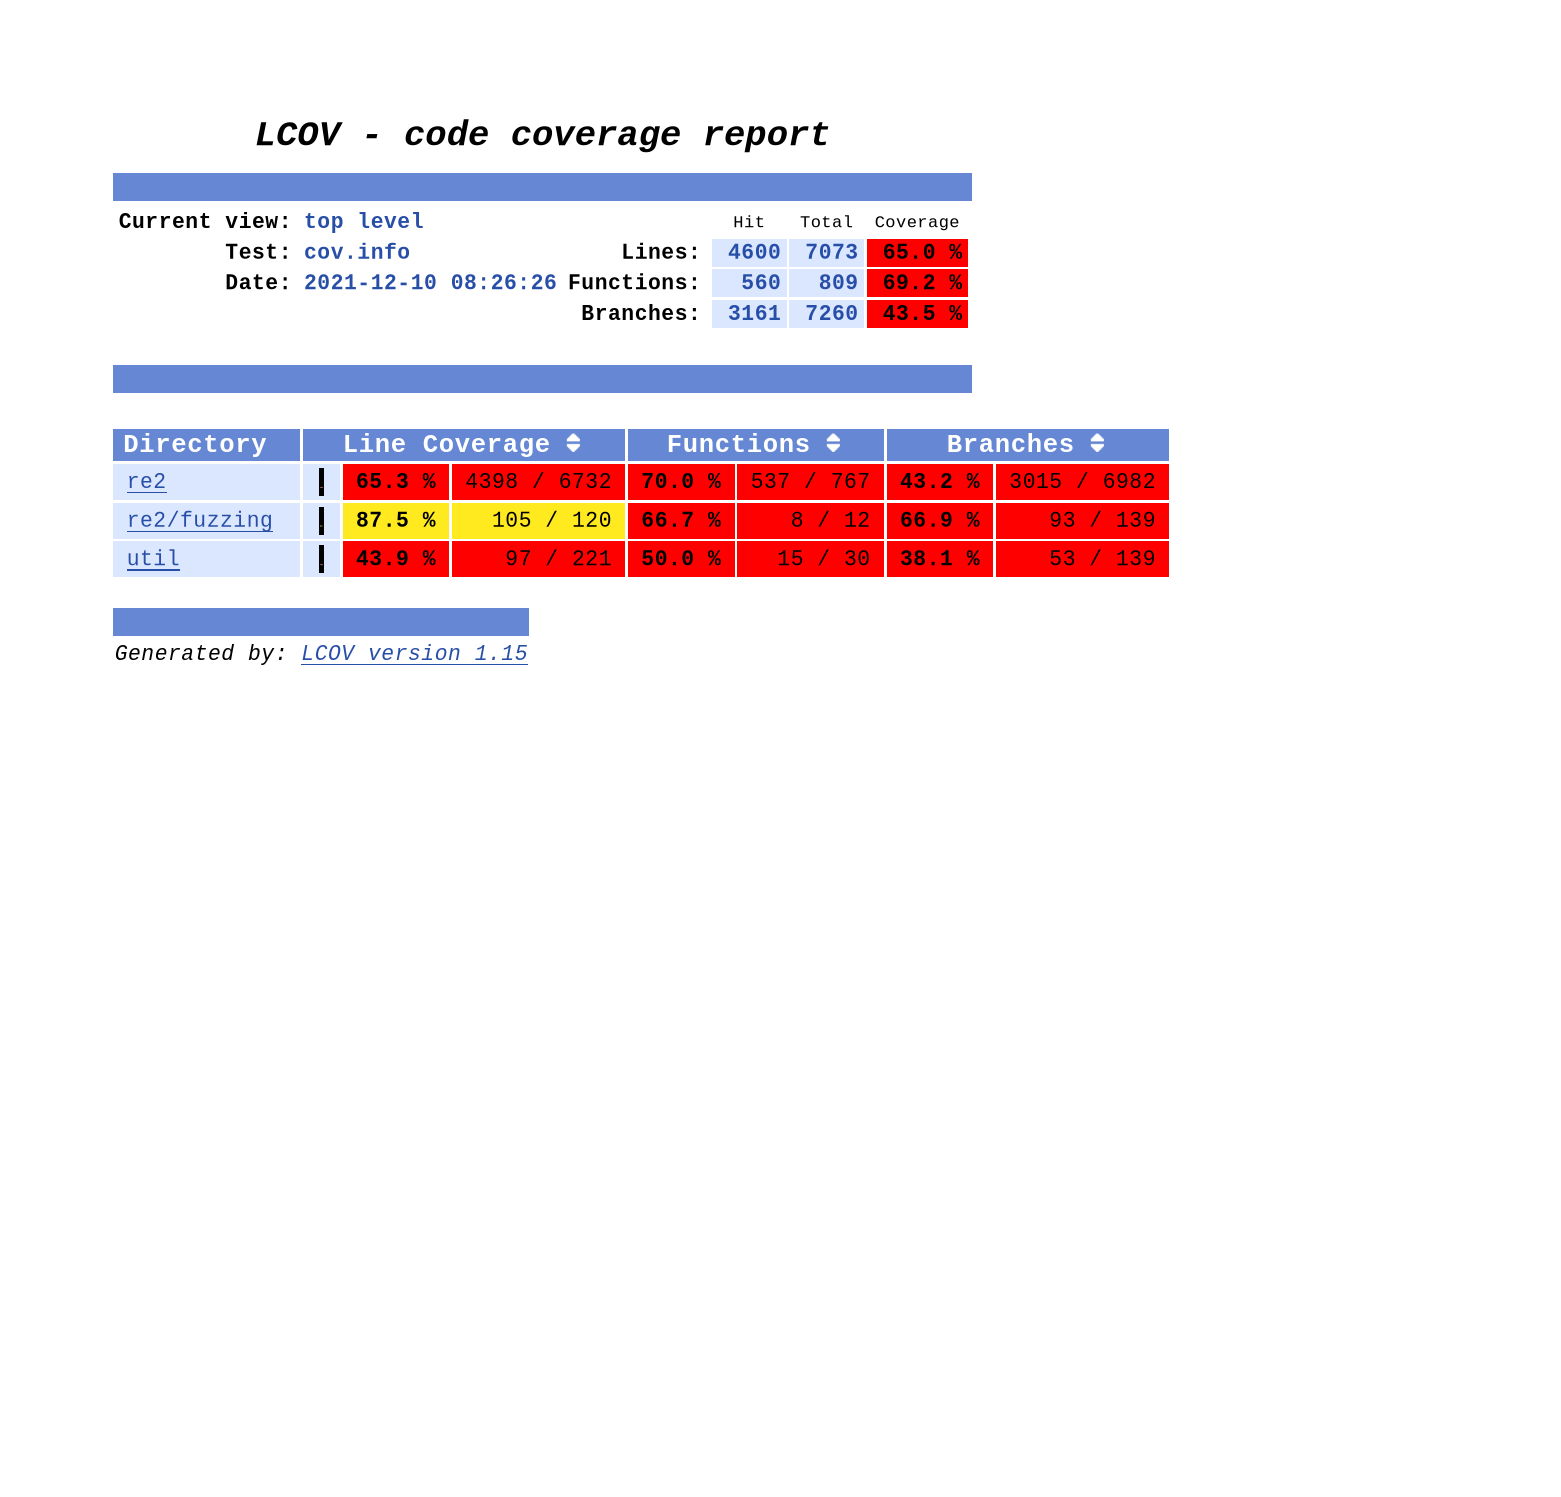 LCOV - code coverage report
Current view: top level Hit Total Coverage
Test: cov.info Lines: 4600 7073 65.0 %
Date: 2021-12-10 08:26:26 Functions: 560 809 69.2 %
Branches: 3161 7260 43.5 %
Directory Line Coverage Functions Branches
re2 65.3 % 4398 / 6732 70.0 % 537 / 767 43.2 % 3015 / 6982
re2/fuzzing 87.5 % 105 / 120 66.7 % 8 / 12 66.9 % 93 / 139
util 43.9 % 97 / 221 50.0 % 15 / 30 38.1 % 53 / 139
Generated by: LCOV version 1.15